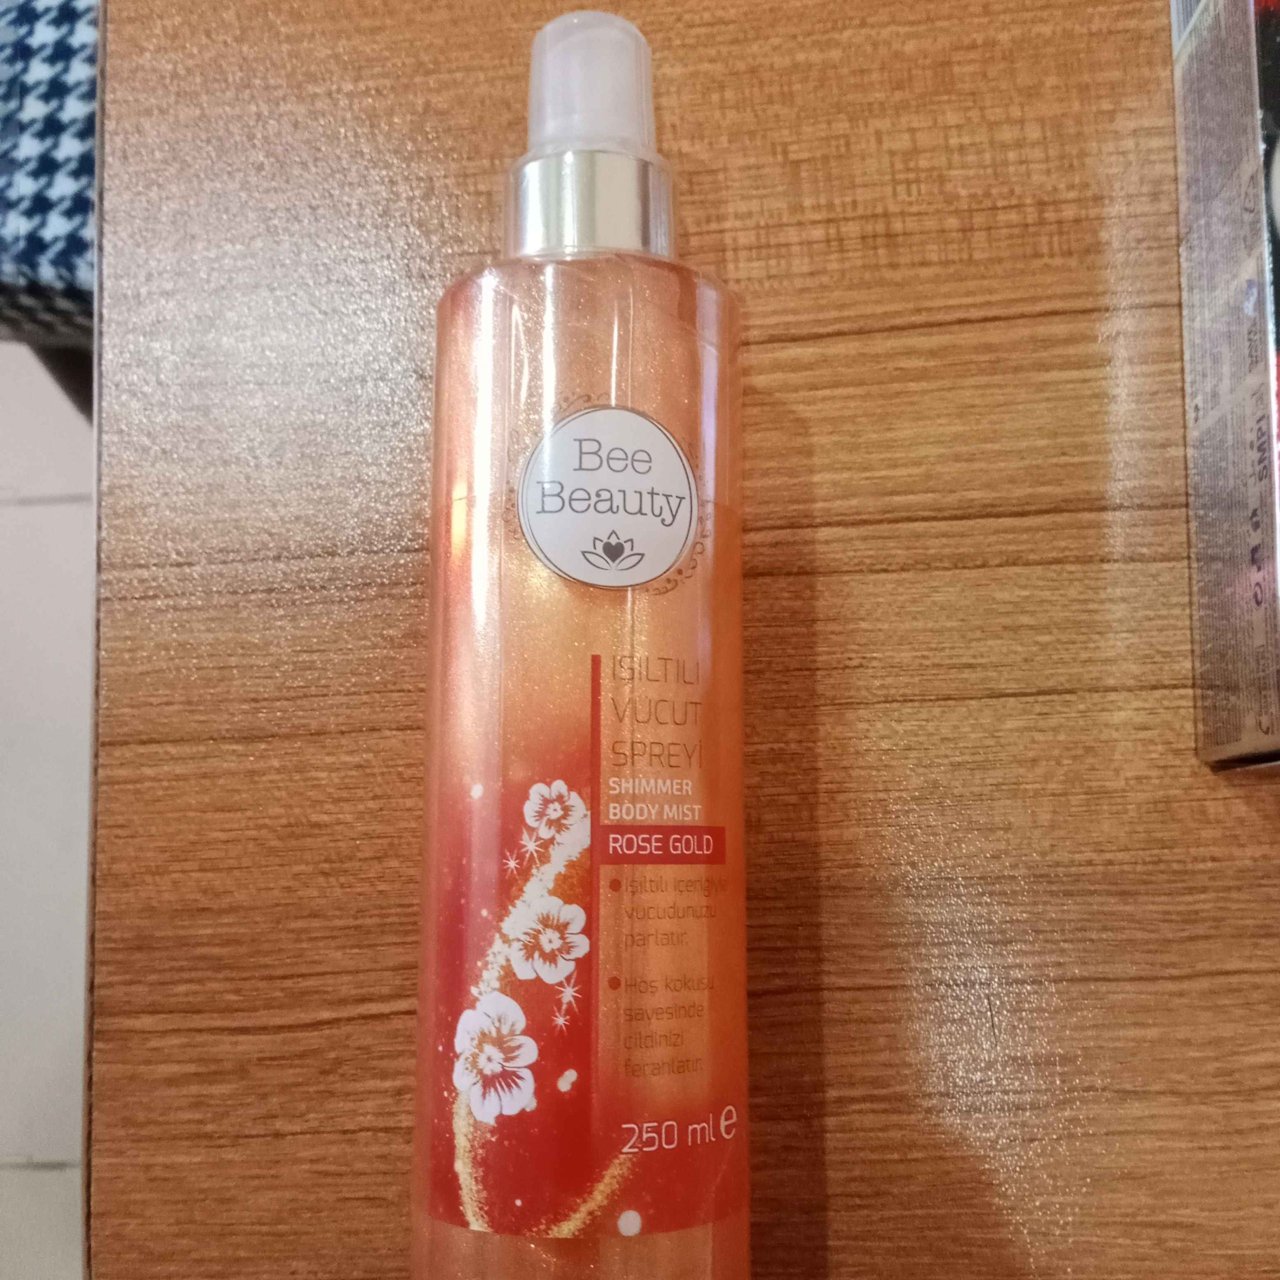 Bee
Beauty
IŞILTILI
VÜCUT
SPREYİ
SHIMMER
BODY MIST
ROSE GOLD
Işıltılı içeriğiyle
vücudunuzu
parlatır.
Hoş kokusu
sayesinde
cildinizi
ferahlatır.
250 ml e